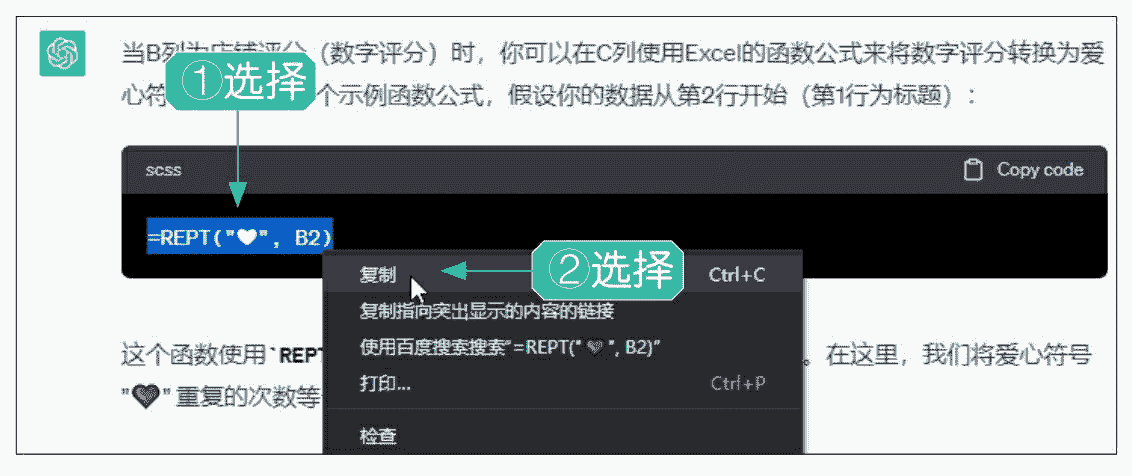 当B列为店铺评分（数字评分）时，你可以在C列使用Excel的函数公式来将数字评分转换为爱
心符 个示例函数公式，假设你的数据从第2行开始（第1行为标题）：
①选择
scss
Copy code
=REPT("🤍", B2)
②选择
复制 Ctrl+C
复制指向突出显示的内容的链接
使用百度搜索搜索"=REPT("🤍", B2)"
打印... Ctrl+P
检查
这个函数使用`REPT 。在这里，我们将爱心符号
"🤍" 重复的次数等